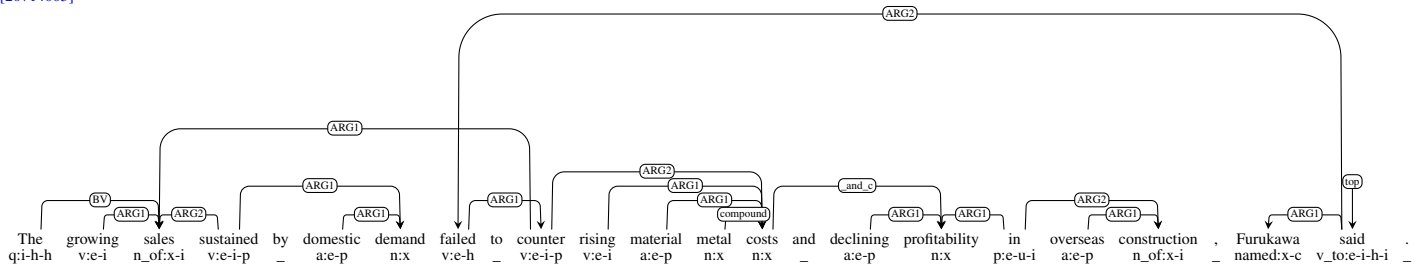 ARG2
ARG1
ARG2
BV ARG1 ARG1 _and_c top
ARG1 ARG1 ARG2
ARG1 ARG2 ARG1 compound ARG1 ARG1 ARG1 ARG1
The growing sales sustained by domestic demand failed to counter rising material metal costs and declining profitability in overseas construction , Furukawa said .
q:i-h-h v:e-i n_of:x-i v:e-i-p _ a:e-p n:x v:e-h _ v:e-i-p v:e-i a:e-p n:x n:x _ a:e-p n:x p:e-u-i a:e-p n_of:x-i _ named:x-c v_to:e-i-h-i _